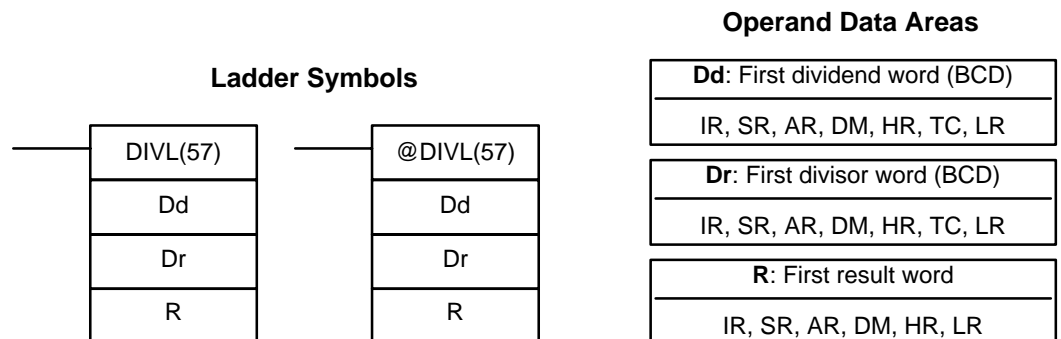 Ladder Symbols
DIVL(57)
Dd
Dr
R
@DIVL(57)
Dd
Dr
R
Operand Data Areas
Dd: First dividend word (BCD)
IR, SR, AR, DM, HR, TC, LR
Dr: First divisor word (BCD)
IR, SR, AR, DM, HR, TC, LR
R: First result word
IR, SR, AR, DM, HR, LR